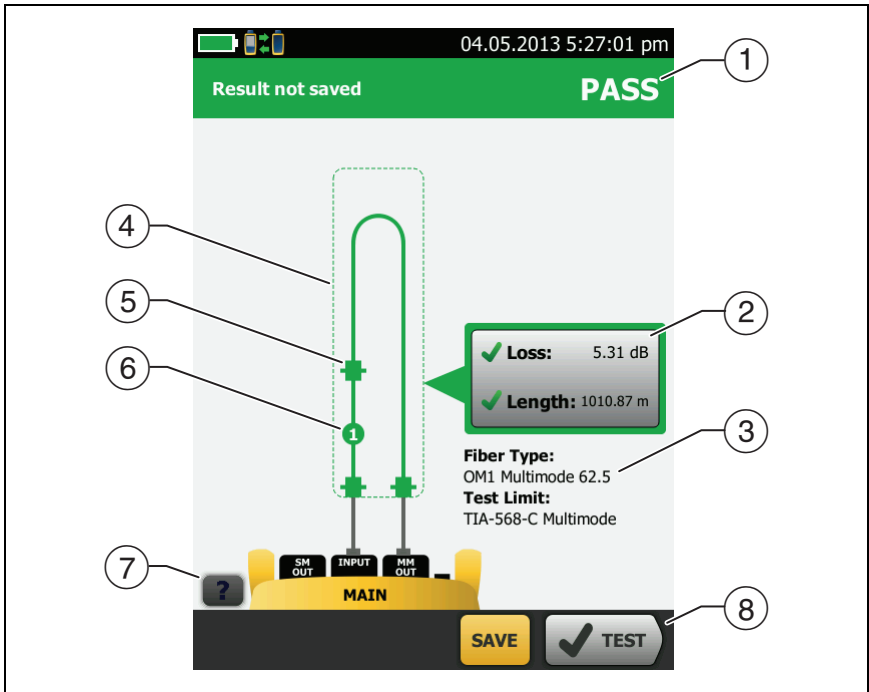 04.05.2013 5:27:01 pm
1
Result not saved
PASS
4
5
2
Loss: 5.31 dB
6
Length: 1010.87 m
1
3
Fiber Type:
OM1 Multimode 62.5
Test Limit:
TIA-568-C Multimode
7
?
SM OUT
INPUT
MM OUT
MAIN
8
SAVE
TEST